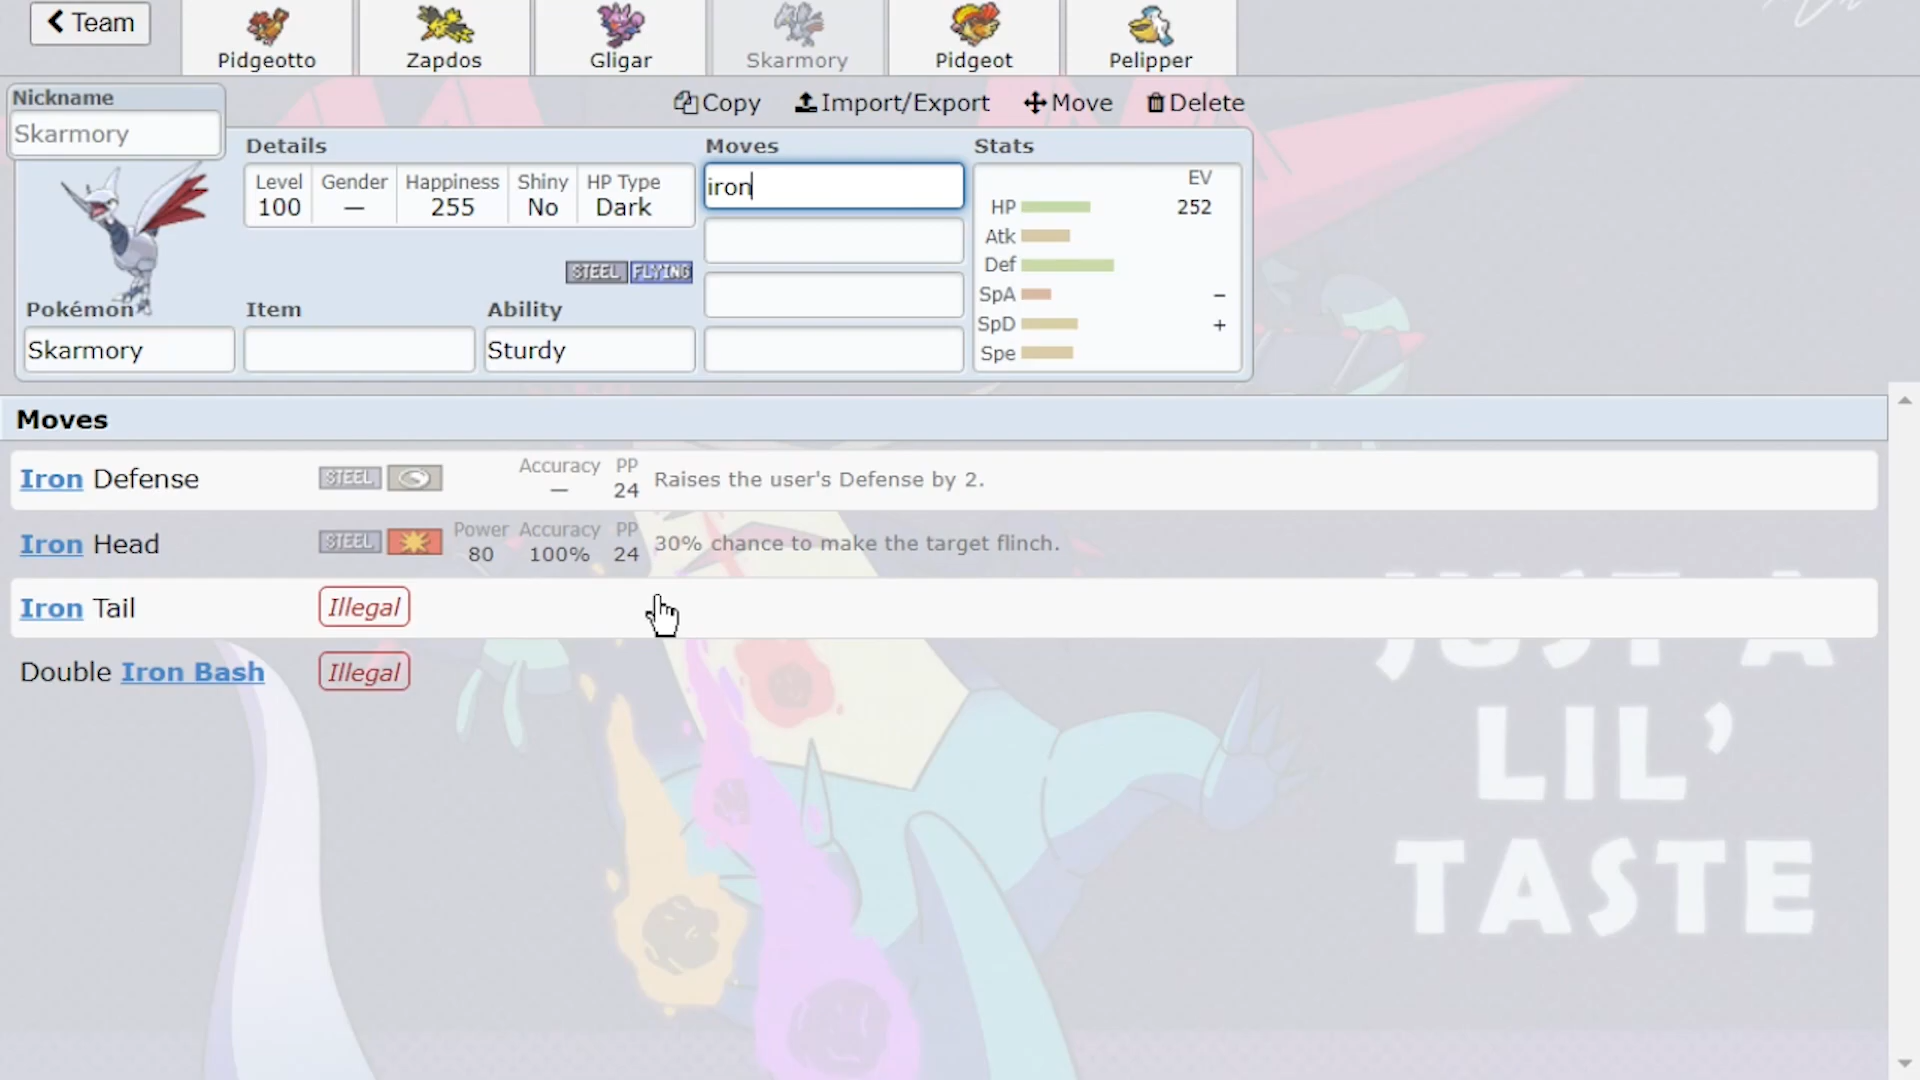 Team
Pidgeotto
Zapdos
Gligar
Skarmory
Pidgeot
Pelipper
Nickname
Skarmory
Copy
Import/Export
Move
Delete
Details
Moves
Stats
Level
100
Gender
—
Happiness
255
Shiny
No
HP Type
Dark
iron
EV
HP 252
Atk
Def
SpA −
SpD +
Spe
STEEL FLYING
Pokémon
Skarmory
Item
Ability
Sturdy
Moves
Iron Defense STEEL Accuracy — PP 24 Raises the user's Defense by 2.
Iron Head STEEL Power 80 Accuracy 100% PP 24 30% chance to make the target flinch.
Iron Tail Illegal
Double Iron Bash Illegal
JUST A
LIL'
TASTE